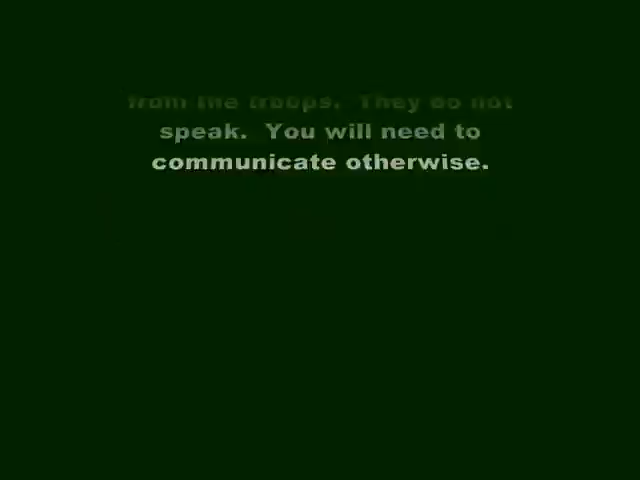 from the troops.  They do not
speak.  You will need to
communicate otherwise.